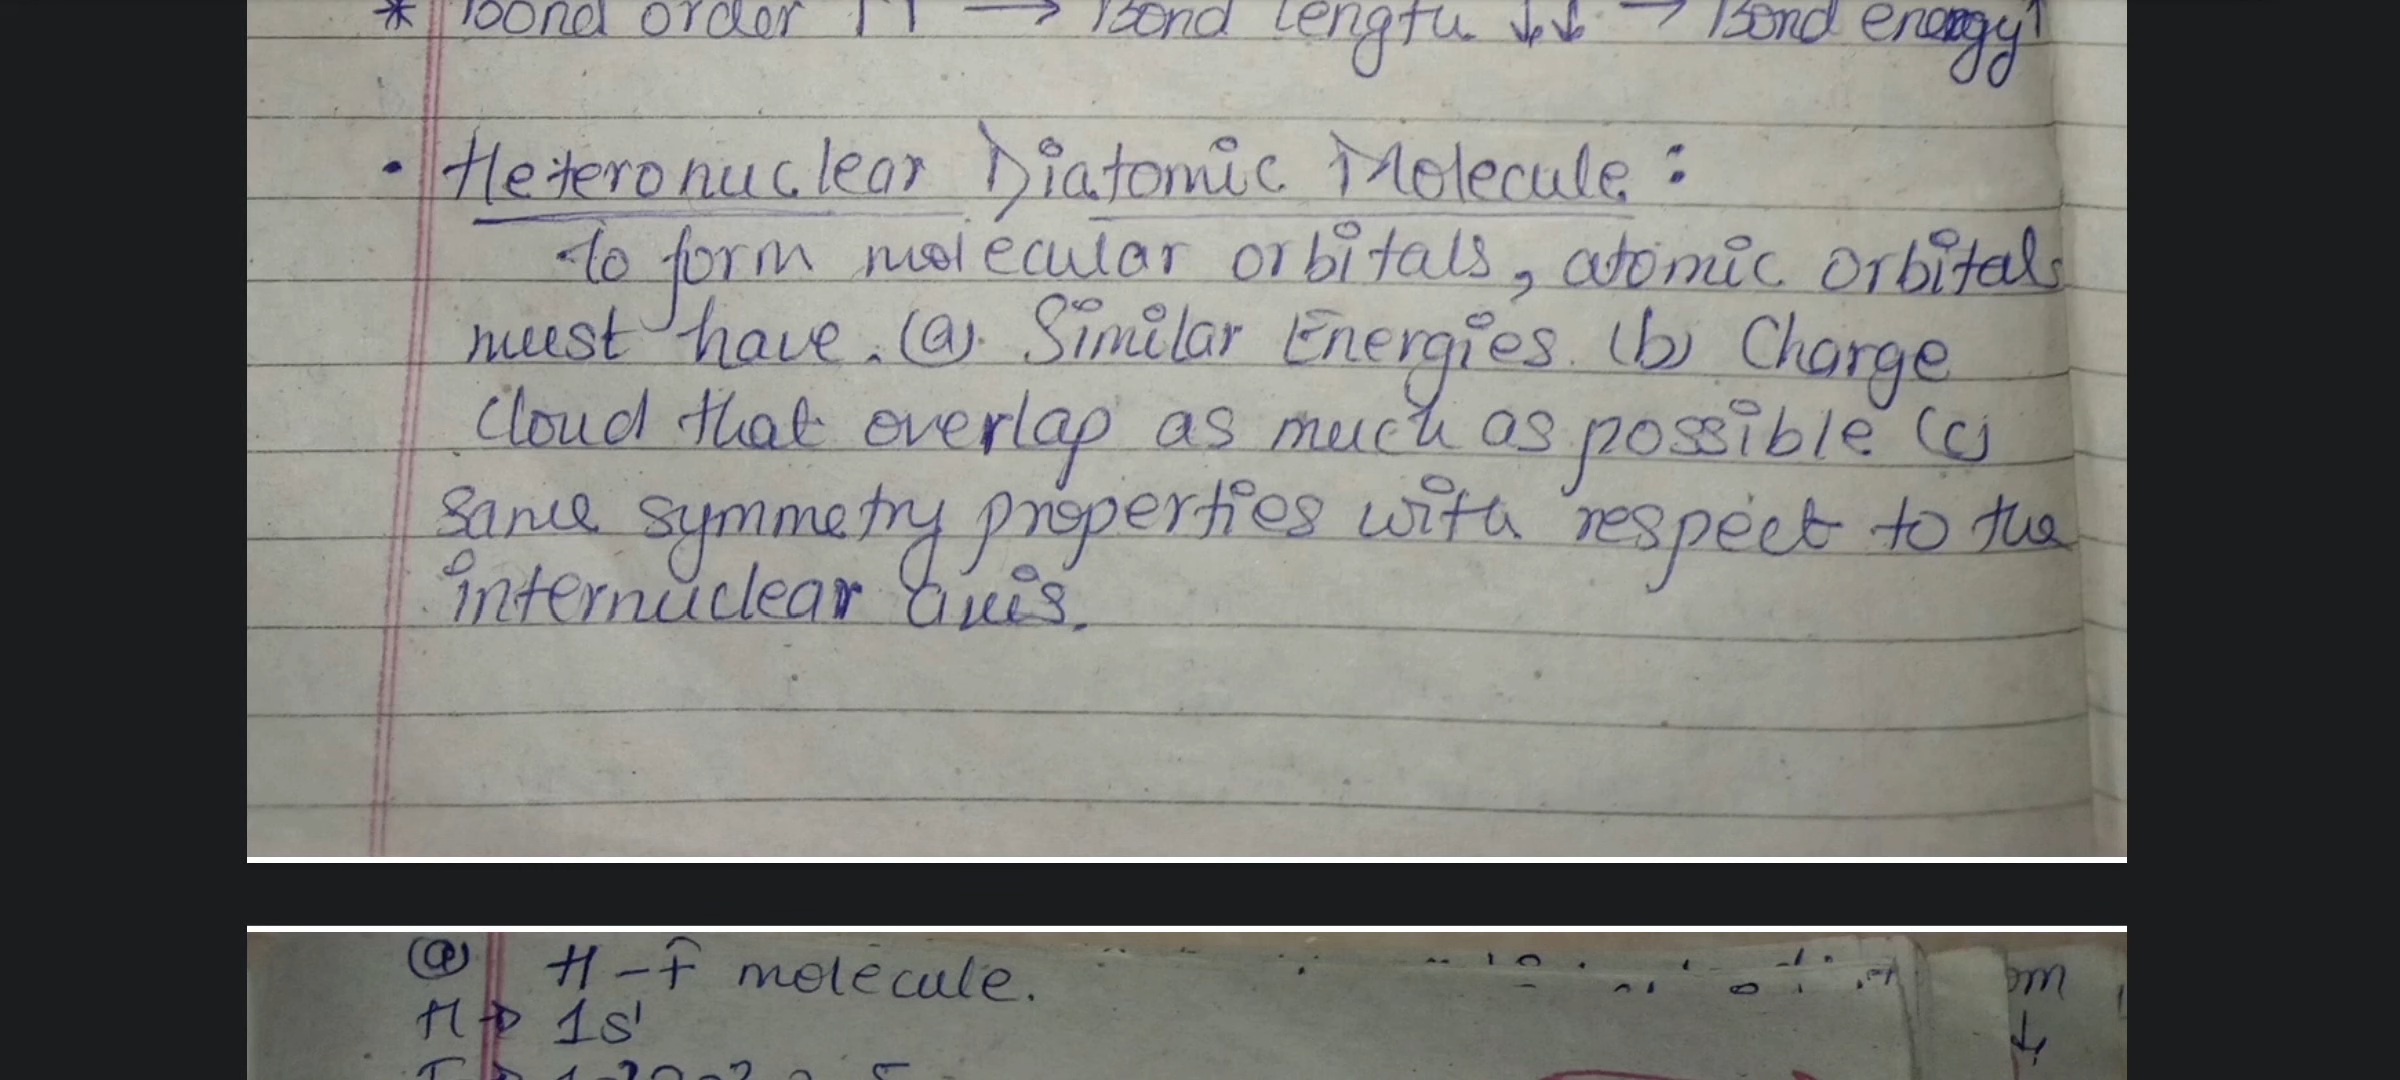 * Bond order ↑↑ → Bond length ↓↓ → Bond energy↑
• Heteronuclear Diatomic Molecule :
To form molecular orbitals, atomic orbitals
must have. (a) Similar Energies (b) Charge
Cloud that overlap as much as possible (c)
same symmetry properties with respect to the
internuclear axis.
(a) H-F molecule.
H → 1s¹